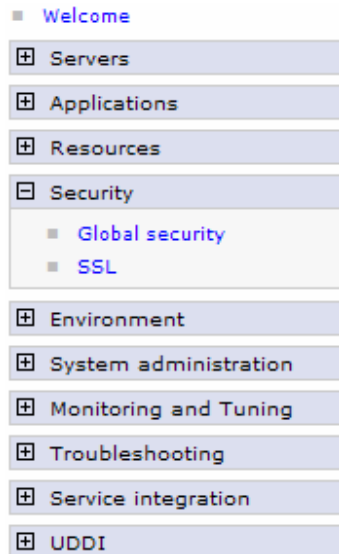 Welcome
Servers
Applications
Resources
Security
Global security
SSL
Environment
System administration
Monitoring and Tuning
Troubleshooting
Service integration
UDDI